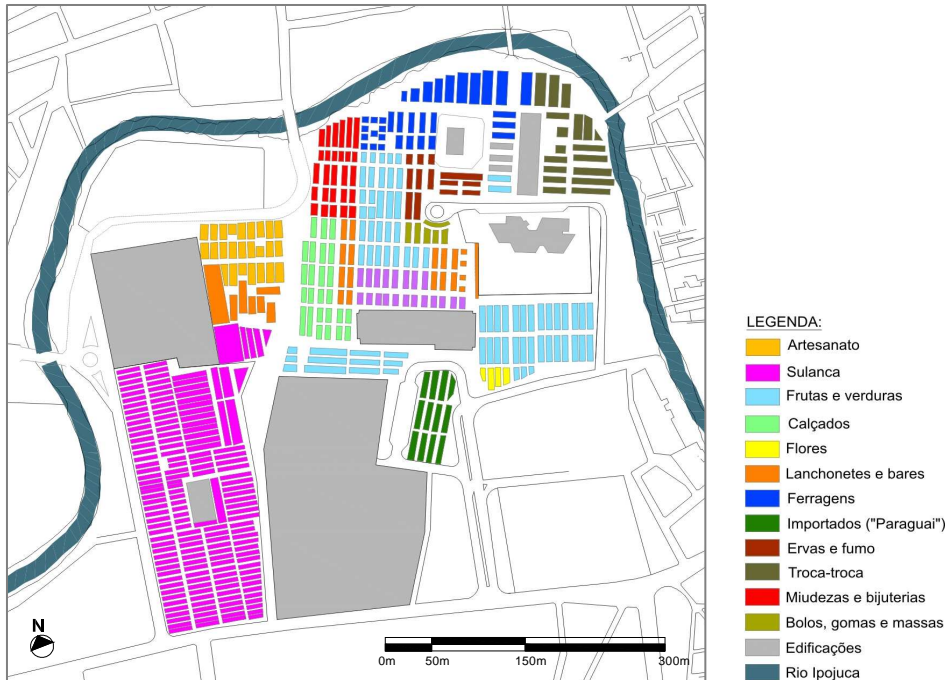 LEGENDA:
Artesanato
Sulanca
Frutas e verduras
Calçados
Flores
Lanchonetes e bares
Ferragens
Importados ("Paraguai")
Ervas e fumo
Troca-troca
Miudezas e bijuterias
Bolos, gomas e massas
Edificações
Rio Ipojuca
N
0m 50m 150m 300m